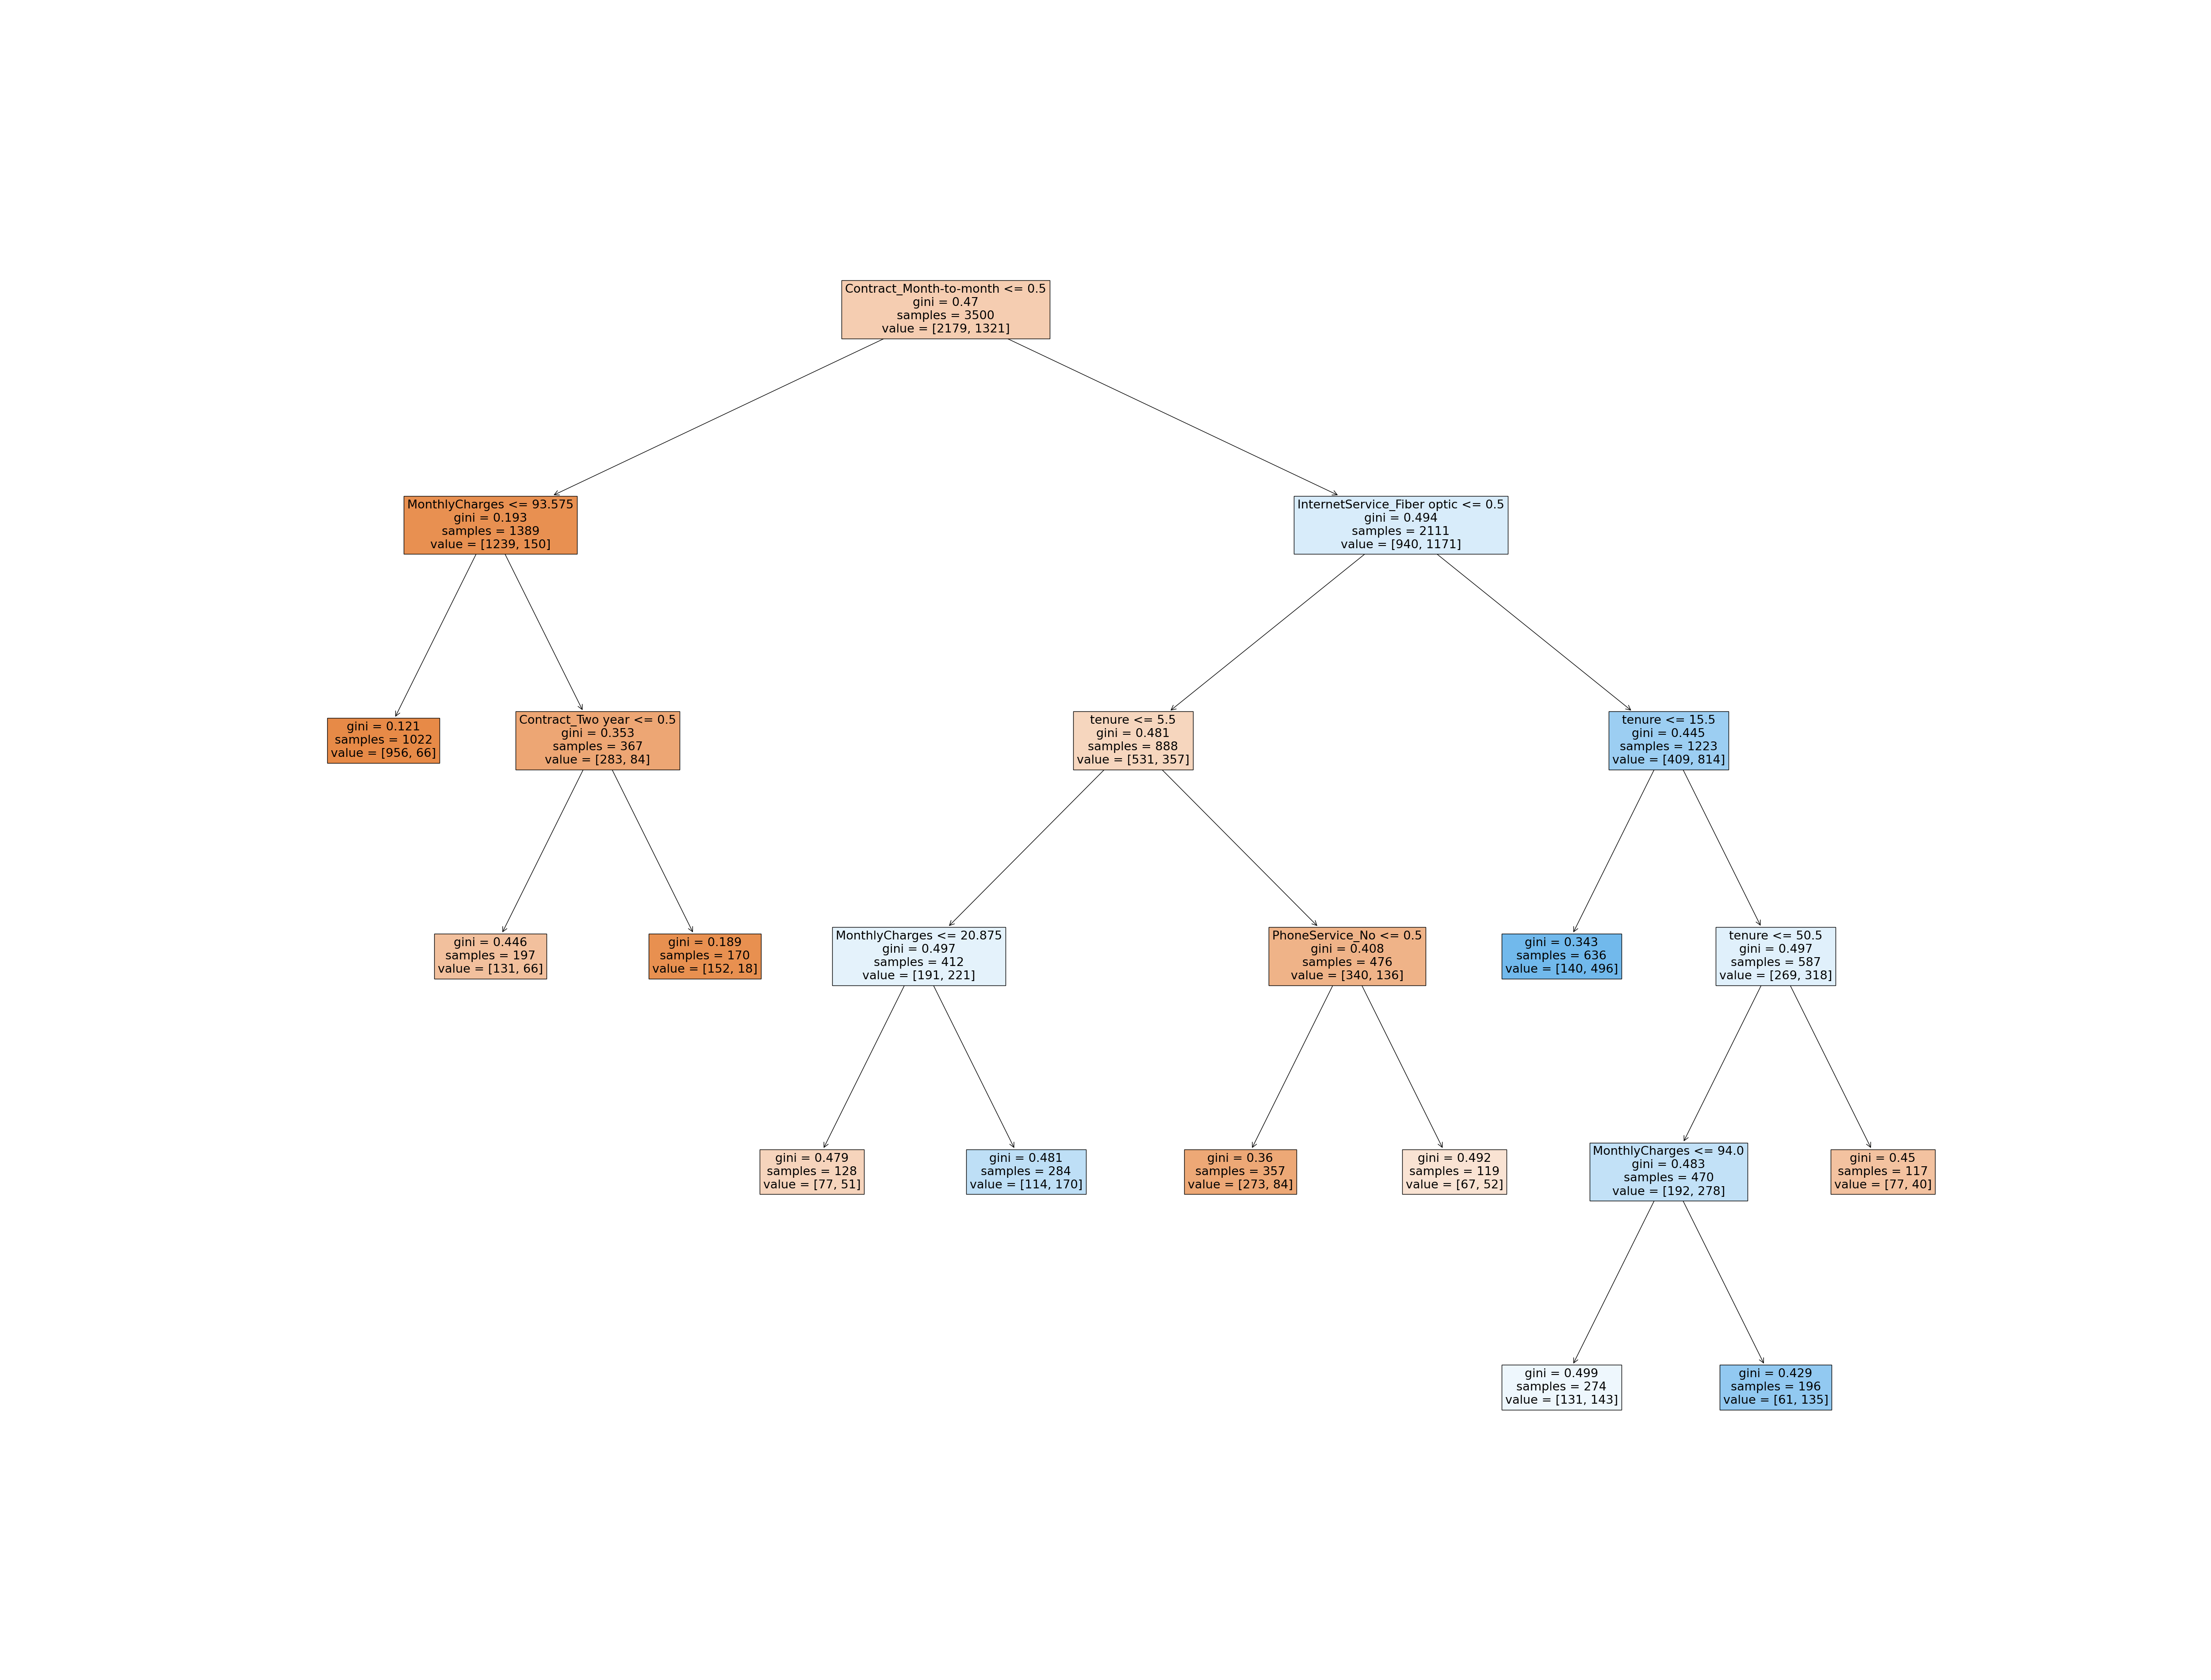 Contract_Month-to-month <= 0.5
gini = 0.47
samples = 3500
value = [2179, 1321]
MonthlyCharges <= 93.575
gini = 0.193
samples = 1389
value = [1239, 150]
InternetService_Fiber optic <= 0.5
gini = 0.494
samples = 2111
value = [940, 1171]
gini = 0.121
samples = 1022
value = [956, 66]
Contract_Two year <= 0.5
gini = 0.353
samples = 367
value = [283, 84]
tenure <= 5.5
gini = 0.481
samples = 888
value = [531, 357]
tenure <= 15.5
gini = 0.445
samples = 1223
value = [409, 814]
gini = 0.446
samples = 197
value = [131, 66]
gini = 0.189
samples = 170
value = [152, 18]
MonthlyCharges <= 20.875
gini = 0.497
samples = 412
value = [191, 221]
PhoneService_No <= 0.5
gini = 0.408
samples = 476
value = [340, 136]
gini = 0.343
samples = 636
value = [140, 496]
tenure <= 50.5
gini = 0.497
samples = 587
value = [269, 318]
gini = 0.479
samples = 128
value = [77, 51]
gini = 0.481
samples = 284
value = [114, 170]
gini = 0.36
samples = 357
value = [273, 84]
gini = 0.492
samples = 119
value = [67, 52]
MonthlyCharges <= 94.0
gini = 0.483
samples = 470
value = [192, 278]
gini = 0.45
samples = 117
value = [77, 40]
gini = 0.499
samples = 274
value = [131, 143]
gini = 0.429
samples = 196
value = [61, 135]